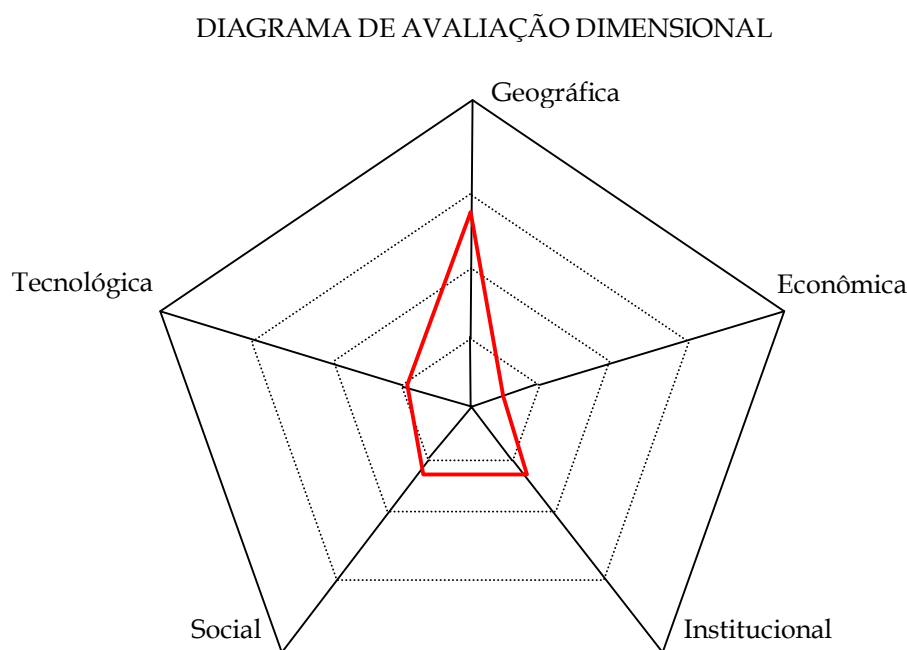 DIAGRAMA DE AVALIAÇÃO DIMENSIONAL
Geográfica
Tecnológica
Econômica
Social
Institucional